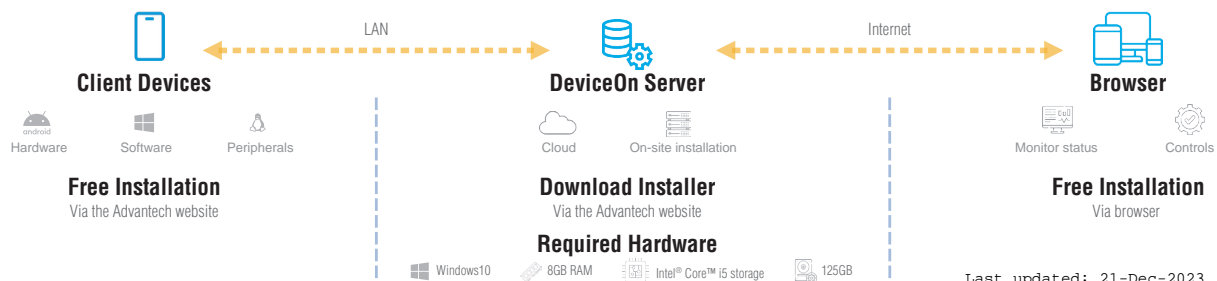 LAN
Internet
Client Devices
DeviceOn Server
Browser
android
Hardware
Software
Peripherals
Cloud
On-site installation
Monitor status
Controls
Free Installation
Via the Advantech website
Download Installer
Via the Advantech website
Free Installation
Via browser
Required Hardware
Windows10
8GB RAM
Intel® Core™ i5 storage
125GB
Last updated: 21-Dec-2023